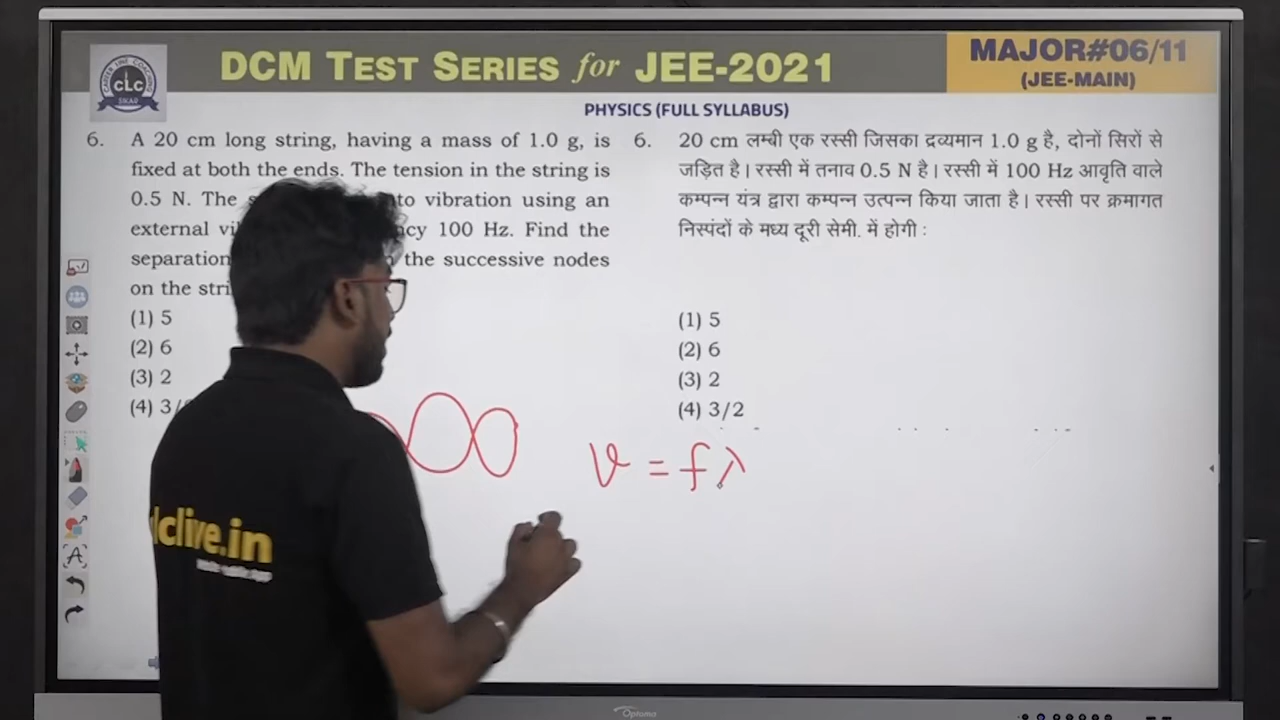 DCM TEST SERIES for JEE-2021
MAJOR#06/11
(JEE-MAIN)
CLC
SIKAR
PHYSICS (FULL SYLLABUS)
6. A 20 cm long string, having a mass of 1.0 g, is
fixed at both the ends. The tension in the string is
0.5 N. The to vibration using an
external 100 Hz. Find the
separation the successive nodes
on the
(1) 5
(2) 6
(3) 2
(4)
6. 20 cm लम्बी एक रस्सी जिसका द्रव्यमान 1.0 g है, दोनों सिरों से
जड़ित है। रस्सी में तनाव 0.5 N है। रस्सी में 100 Hz आवृति वाले
कम्पन्न यंत्र द्वारा कम्पन्न उत्पन्न किया जाता है। रस्सी पर क्रमागत
निस्पंदों के मध्य दूरी सेमी. में होगी :
(1) 5
(2) 6
(3) 2
(4) 3/2
v = fλ
lclive.in
Optoma